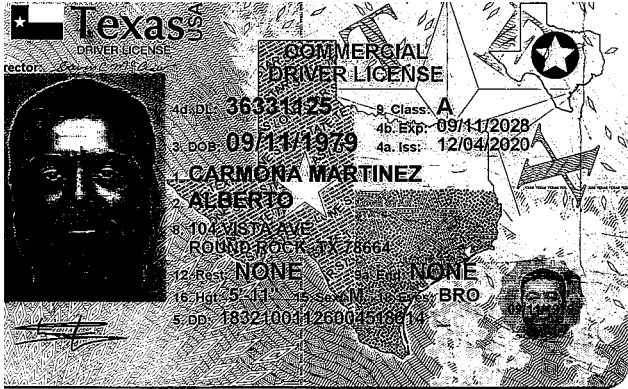 Texas USA
DRIVER LICENSE
COMMERCIAL
DRIVER LICENSE
rector:
4d. DL: 36331125 9. Class: A
4b. Exp: 09/11/2028
3. DOB: 09/11/1979 4a. Iss: 12/04/2020
1. CARMONA MARTINEZ
2. ALBERTO
8. 104 VISTA AVE
ROUND ROCK, TX 78664
12. Rest: NONE 9a. End: NONE
16. Hgt: 5'-11" 15. Sex: M 18. Eyes: BRO
5. DD: